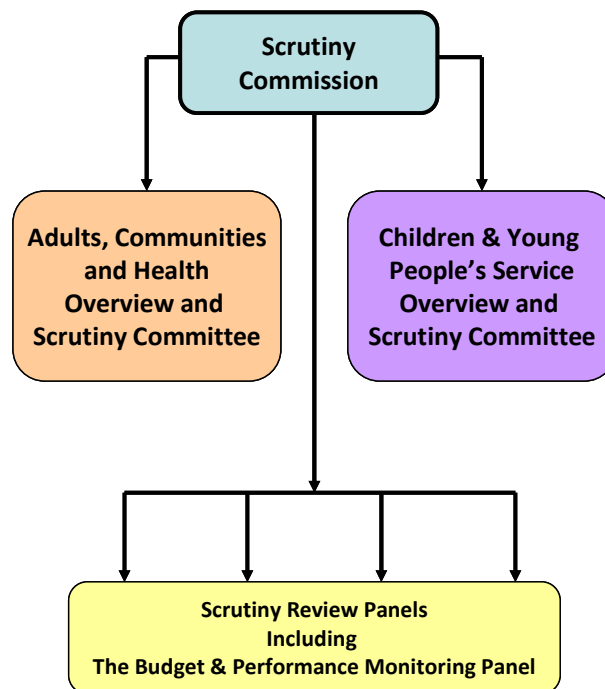 Scrutiny
Commission
Adults, Communities
and Health
Overview and
Scrutiny Committee
Children & Young
People’s Service
Overview and
Scrutiny Committee
Scrutiny Review Panels
Including
The Budget & Performance Monitoring Panel